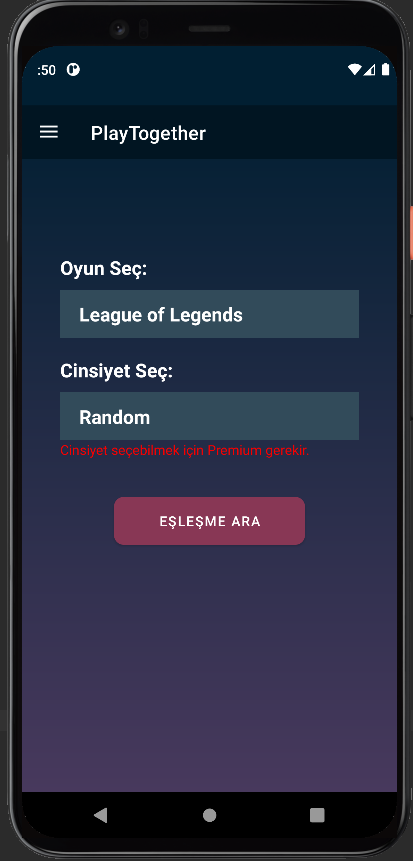 :50
PlayTogether
Oyun Seç:
League of Legends
Cinsiyet Seç:
Random
Cinsiyet seçebilmek için Premium gerekir.
EŞLEŞME ARA